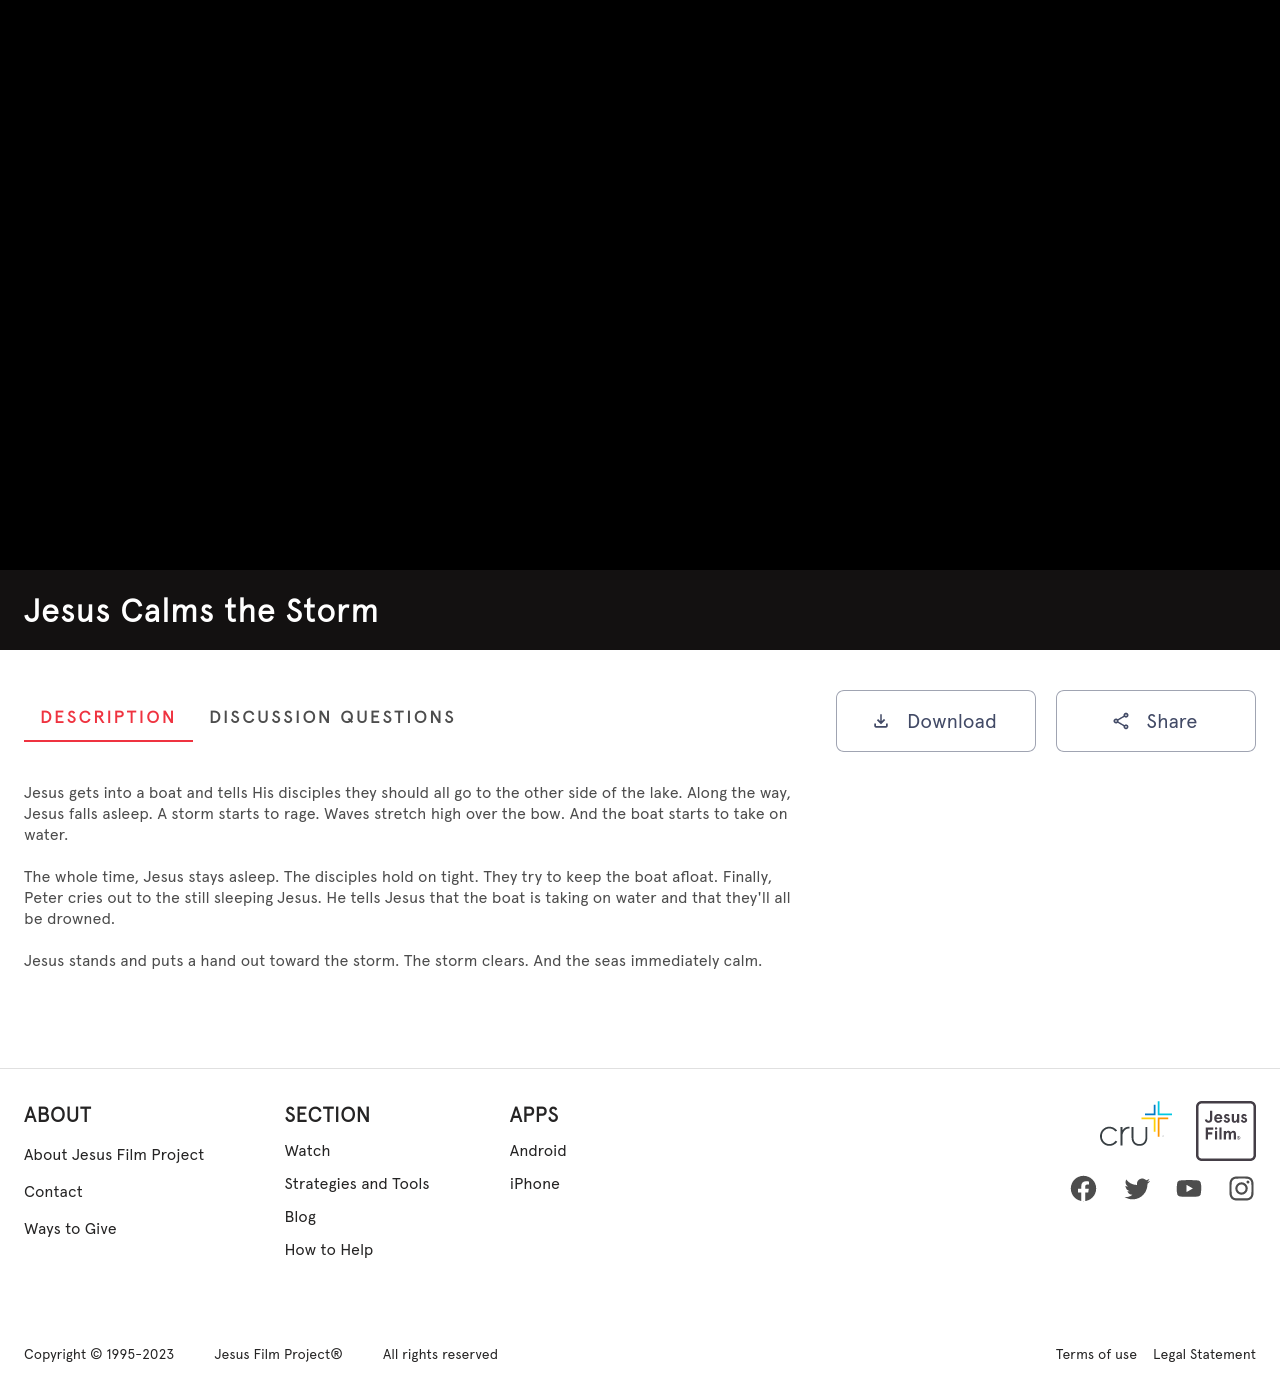 Jesus Calms the Storm
DESCRIPTION
DISCUSSION QUESTIONS
Download
Share
Jesus gets into a boat and tells His disciples they should all go to the other side of the lake. Along the way,
Jesus falls asleep. A storm starts to rage. Waves stretch high over the bow. And the boat starts to take on
water.
The whole time, Jesus stays asleep. The disciples hold on tight. They try to keep the boat afloat. Finally,
Peter cries out to the still sleeping Jesus. He tells Jesus that the boat is taking on water and that they'll all
be drowned.
Jesus stands and puts a hand out toward the storm. The storm clears. And the seas immediately calm.
ABOUT
About Jesus Film Project
Contact
Ways to Give
SECTION
Watch
Strategies and Tools
Blog
How to Help
APPS
Android
iPhone
cru
Jesus
Film®
Copyright © 1995-2023
Jesus Film Project®
All rights reserved
Terms of use
Legal Statement